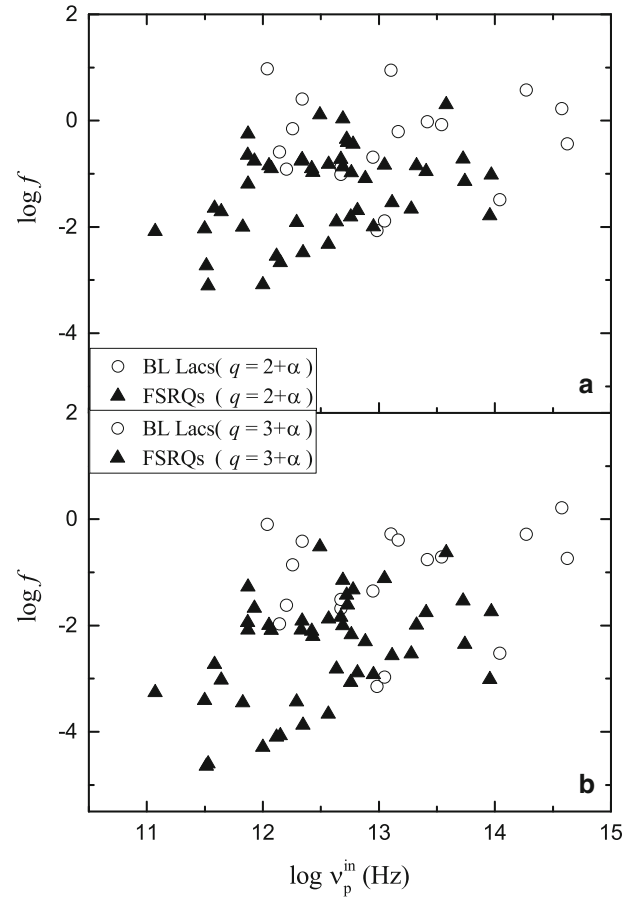 2
0
-2
-4
log f
BL Lacs( q = 2+α )
FSRQs ( q = 2+α )
a
BL Lacs( q = 3+α )
FSRQs ( q = 3+α )
2
0
-2
-4
log f
b
11 12 13 14 15
log ν_p^in (Hz)